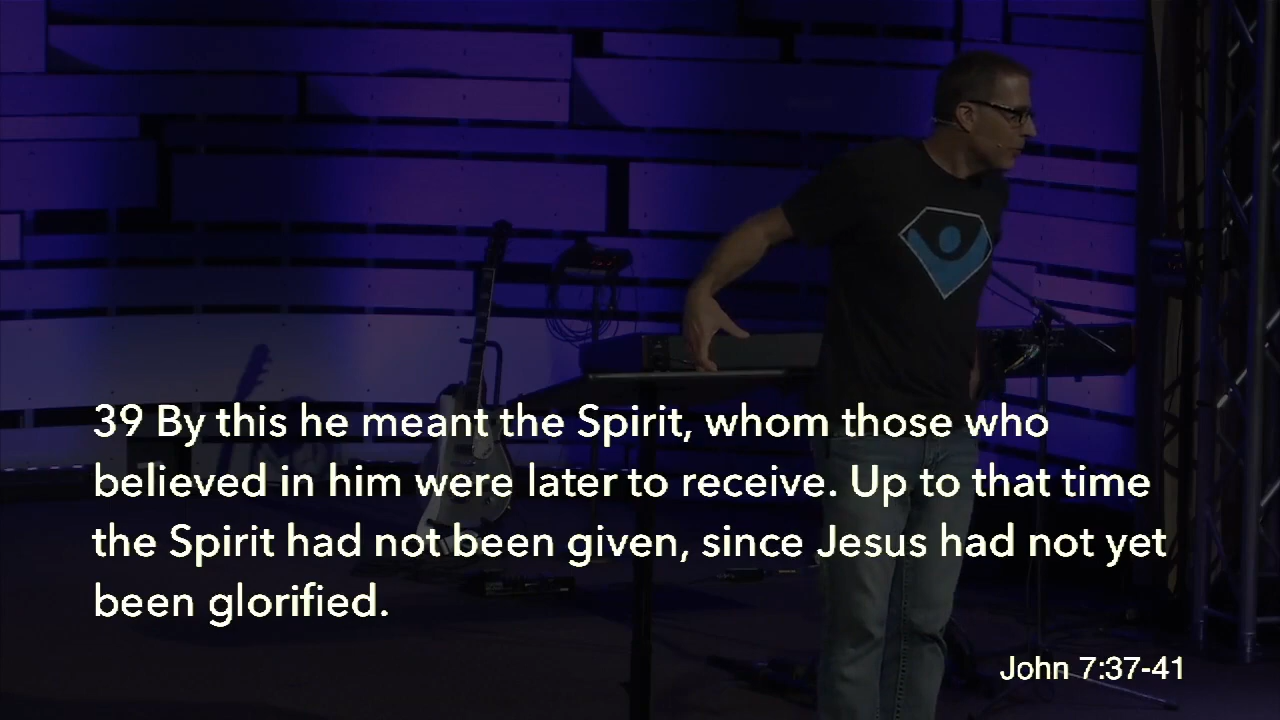 39 By this he meant the Spirit, whom those who
believed in him were later to receive. Up to that time
the Spirit had not been given, since Jesus had not yet
been glorified.
John 7:37-41